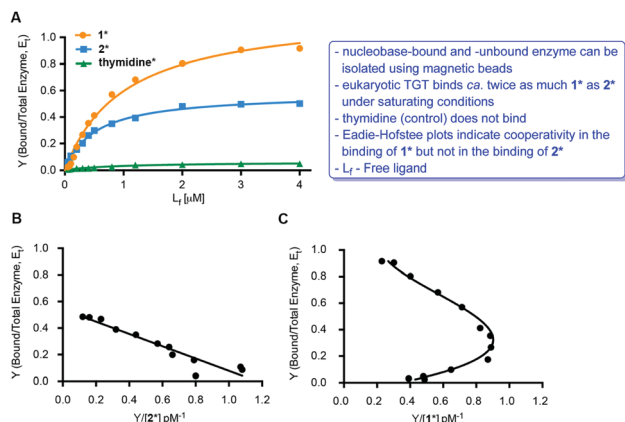 A
1*
2*
thymidine*
Y (Bound/Total Enzyme, Et)
1.0
0.8
0.6
0.4
0.2
0.0
0 1 2 3 4
Lf [μM]
- nucleobase-bound and -unbound enzyme can be
isolated using magnetic beads
- eukaryotic TGT binds ca. twice as much 1* as 2*
under saturating conditions
- thymidine (control) does not bind
- Eadie-Hofstee plots indicate cooperativity in the
binding of 1* but not in the binding of 2*
- Lf - Free ligand
B
Y (Bound/Total Enzyme, Et)
1.0
0.8
0.6
0.4
0.2
0.0
0.0 0.2 0.4 0.6 0.8 1.0 1.2
Y/[2*] pM-1
C
Y (Bound/Total Enzyme, Et)
1.0
0.8
0.6
0.4
0.2
0.0
0.0 0.2 0.4 0.6 0.8 1.0 1.2
Y/[1*] pM-1